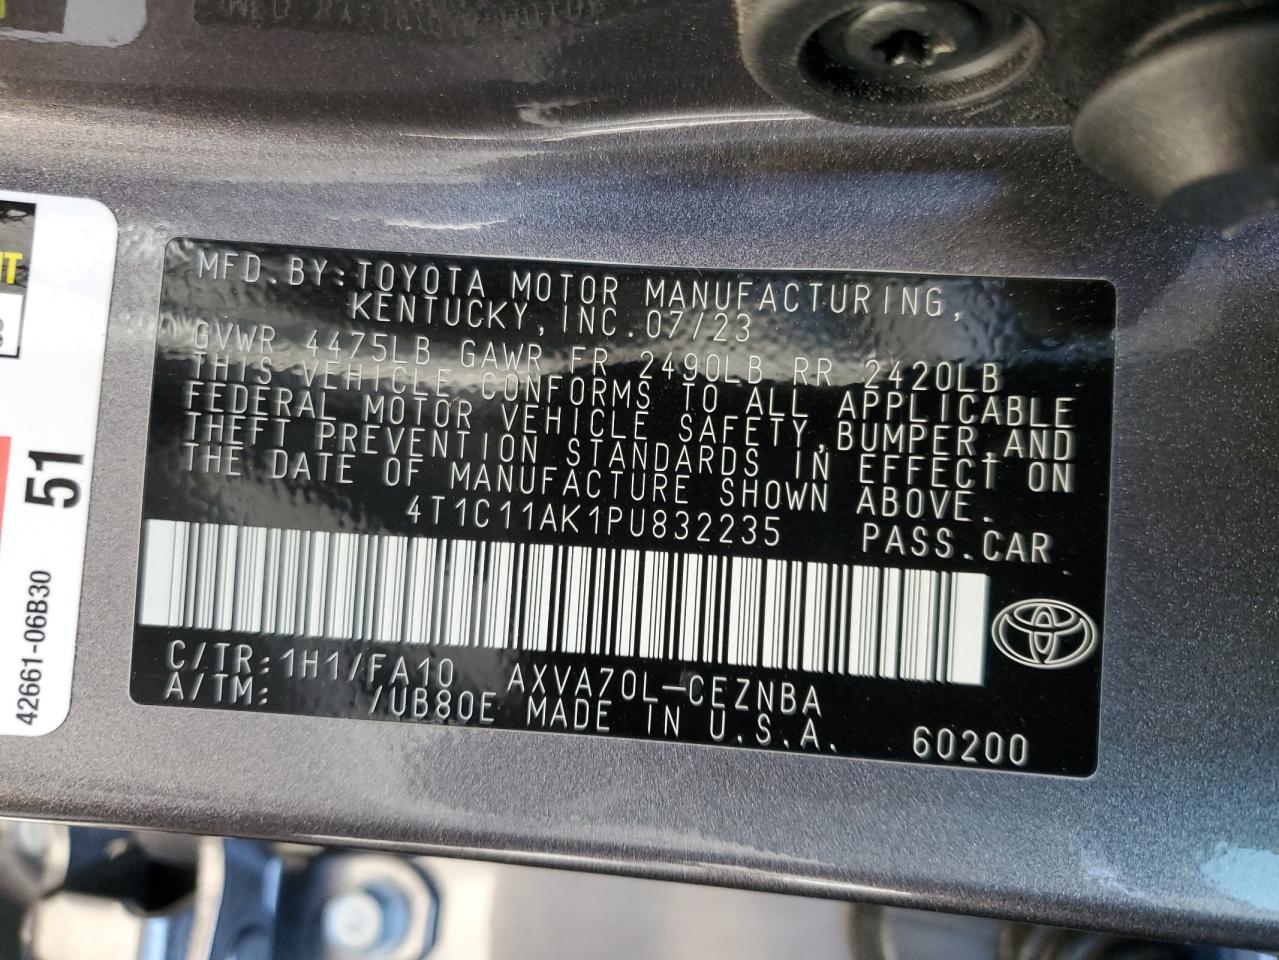 MFD.BY:TOYOTA MOTOR MANUFACTURING,
KENTUCKY,INC.07/23
GVWR 4475LB GAWR FR 2490LB RR 2420LB
THIS VEHICLE CONFORMS TO ALL APPLICABLE
FEDERAL MOTOR VEHICLE SAFETY,BUMPER,AND
THEFT PREVENTION STANDARDS IN EFFECT ON
THE DATE OF MANUFACTURE SHOWN ABOVE.
4T1C11AK1PU832235 PASS.CAR
C/TR:1H1/FA10 AXVA70L-CEZNBA
A/TM: /UB80E MADE IN U.S.A. 60200
51
42661-06B30